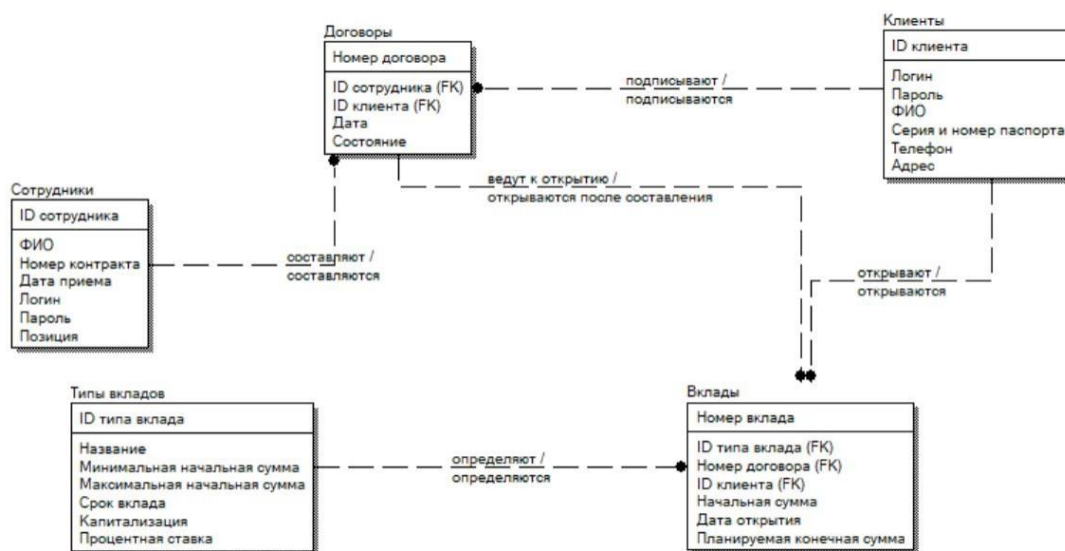 Договоры
Номер договора
ID сотрудника (FK)
ID клиента (FK)
Дата
Состояние
Клиенты
ID клиента
Логин
Пароль
ФИО
Серия и номер паспорта
Телефон
Адрес
подписывают /
подписываются
ведут к открытию /
открываются после составления
Сотрудники
ID сотрудника
ФИО
Номер контракта
Дата приема
Логин
Пароль
Позиция
составляют /
составляются
открывают /
открываются
Типы вкладов
ID типа вклада
Название
Минимальная начальная сумма
Максимальная начальная сумма
Срок вклада
Капитализация
Процентная ставка
определяют /
определяются
Вклады
Номер вклада
ID типа вклада (FK)
Номер договора (FK)
ID клиента (FK)
Начальная сумма
Дата открытия
Планируемая конечная сумма